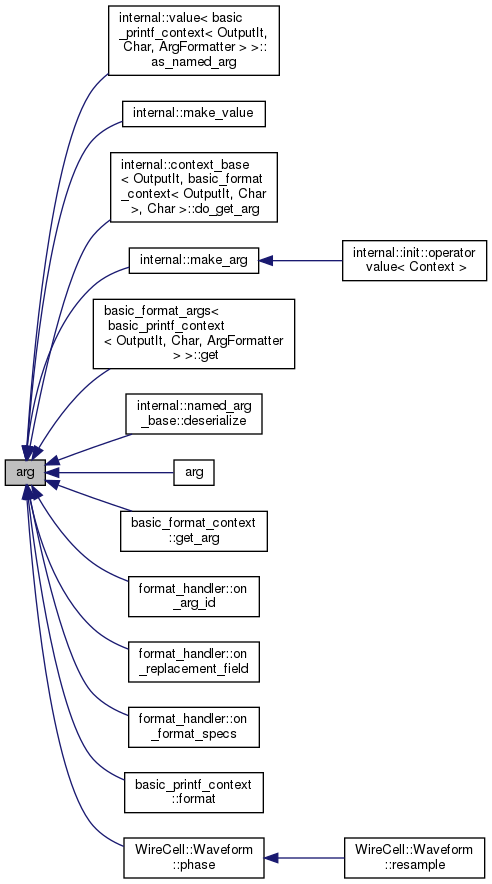 internal::value< basic
_printf_context< OutputIt,
Char, ArgFormatter > >::
as_named_arg
internal::make_value
internal::context_base
< OutputIt, basic_format
_context< OutputIt, Char
>, Char >::do_get_arg
internal::make_arg
internal::init::operator
value< Context >
basic_format_args<
basic_printf_context
< OutputIt, Char, ArgFormatter
> >::get
internal::named_arg
_base::deserialize
arg
arg
basic_format_context
::get_arg
format_handler::on
_arg_id
format_handler::on
_replacement_field
format_handler::on
_format_specs
basic_printf_context
::format
WireCell::Waveform
::phase
WireCell::Waveform
::resample